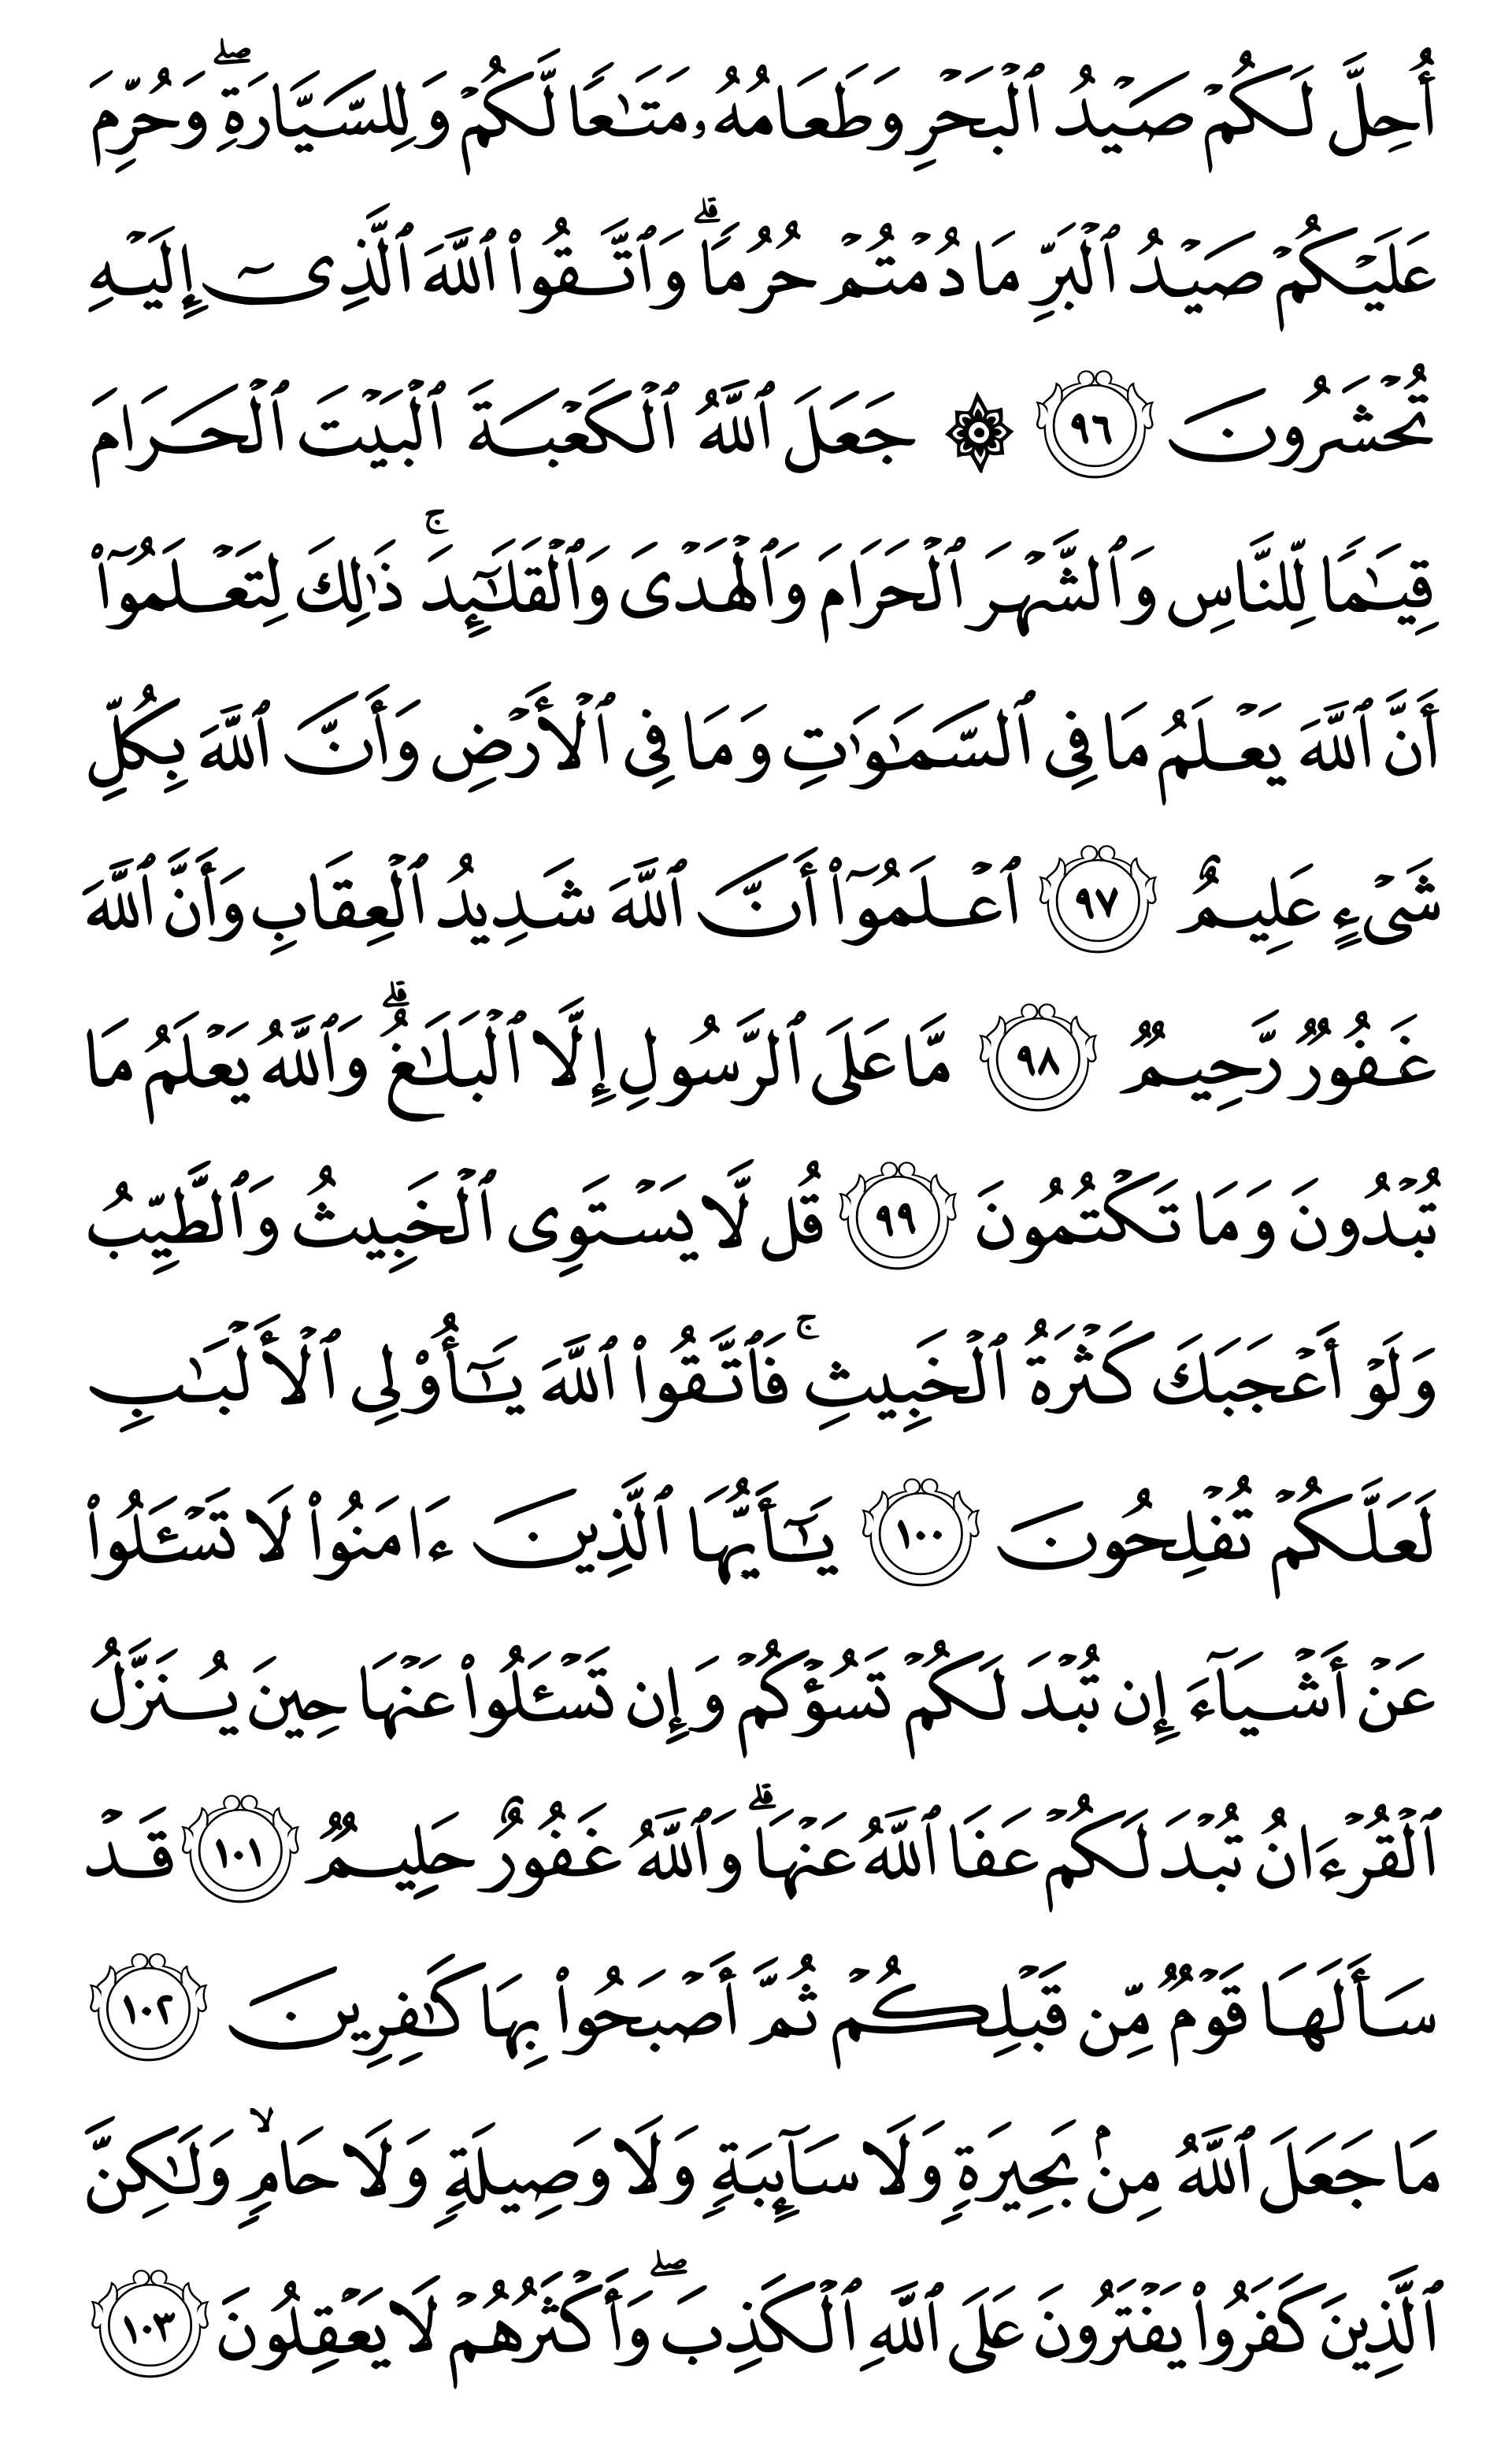 أُحِلَّ لَكُمْ صَيْدُ ٱلْبَحْرِ وَطَعَامُهُۥ مَتَـٰعًا لَّكُمْ وَلِلسَّيَّارَةِ ۖ وَحُرِّمَ
عَلَيْكُمْ صَيْدُ ٱلْبَرِّ مَا دُمْتُمْ حُرُمًا ۗ وَٱتَّقُوا۟ ٱللَّهَ ٱلَّذِىٓ إِلَيْهِ
تُحْشَرُونَ ٩٦ ۞ جَعَلَ ٱللَّهُ ٱلْكَعْبَةَ ٱلْبَيْتَ ٱلْحَرَامَ
قِيَـٰمًا لِّلنَّاسِ وَٱلشَّهْرَ ٱلْحَرَامَ وَٱلْهَدْىَ وَٱلْقَلَـٰٓئِدَ ۚ ذَٰلِكَ لِتَعْلَمُوٓا۟
أَنَّ ٱللَّهَ يَعْلَمُ مَا فِى ٱلسَّمَـٰوَٰتِ وَمَا فِى ٱلْأَرْضِ وَأَنَّ ٱللَّهَ بِكُلِّ
شَىْءٍ عَلِيمٌ ٩٧ ٱعْلَمُوٓا۟ أَنَّ ٱللَّهَ شَدِيدُ ٱلْعِقَابِ وَأَنَّ ٱللَّهَ
غَفُورٌ رَّحِيمٌ ٩٨ مَّا عَلَى ٱلرَّسُولِ إِلَّا ٱلْبَلَـٰغُ ۗ وَٱللَّهُ يَعْلَمُ مَا
تُبْدُونَ وَمَا تَكْتُمُونَ ٩٩ قُل لَّا يَسْتَوِى ٱلْخَبِيثُ وَٱلطَّيِّبُ
وَلَوْ أَعْجَبَكَ كَثْرَةُ ٱلْخَبِيثِ ۚ فَٱتَّقُوا۟ ٱللَّهَ يَـٰٓأُو۟لِى ٱلْأَلْبَـٰبِ
لَعَلَّكُمْ تُفْلِحُونَ ١٠٠ يَـٰٓأَيُّهَا ٱلَّذِينَ ءَامَنُوا۟ لَا تَسْـَٔلُوا۟
عَنْ أَشْيَآءَ إِن تُبْدَ لَكُمْ تَسُؤْكُمْ وَإِن تَسْـَٔلُوا۟ عَنْهَا حِينَ يُنَزَّلُ
ٱلْقُرْءَانُ تُبْدَ لَكُمْ عَفَا ٱللَّهُ عَنْهَا ۗ وَٱللَّهُ غَفُورٌ حَلِيمٌ ١٠١ قَدْ
سَأَلَهَا قَوْمٌ مِّن قَبْلِكُمْ ثُمَّ أَصْبَحُوا۟ بِهَا كَـٰفِرِينَ ١٠٢
مَا جَعَلَ ٱللَّهُ مِنۢ بَحِيرَةٍ وَلَا سَآئِبَةٍ وَلَا وَصِيلَةٍ وَلَا حَامٍ ۙ وَلَـٰكِنَّ
ٱلَّذِينَ كَفَرُوا۟ يَفْتَرُونَ عَلَى ٱللَّهِ ٱلْكَذِبَ ۖ وَأَكْثَرُهُمْ لَا يَعْقِلُونَ ١٠٣